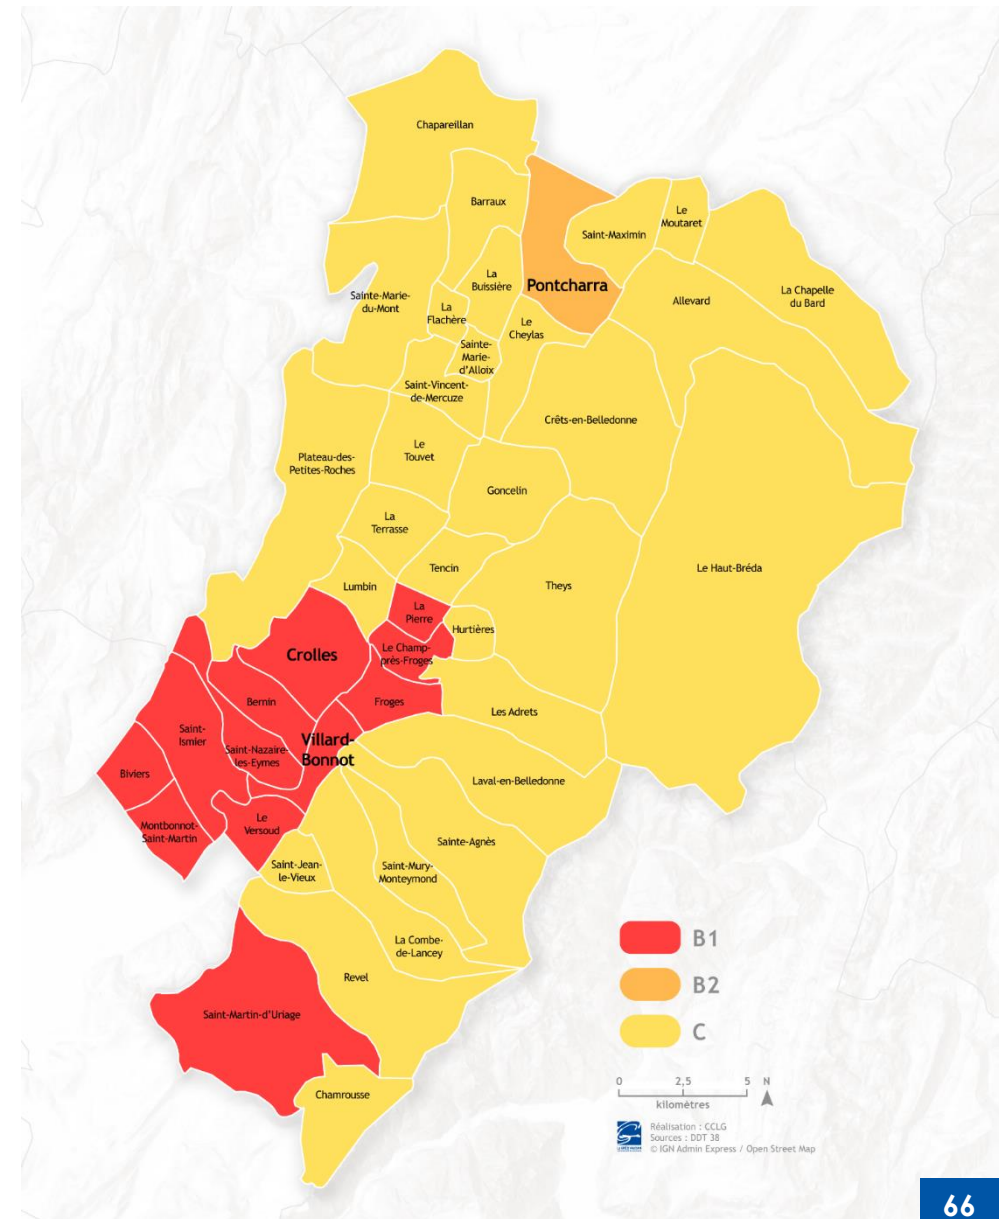 Chapareillan
Barraux
Le
Moutaret
Saint-Maximin
La
Buissière
Pontcharra
La Chapelle
du Bard
Sainte-Marie-
du-Mont
Allevard
La
Flachère
Le
Cheylas
Sainte-
Marie-
d'Alloix
Saint-Vincent-
de-Mercuze
Crêts-en-Belledonne
Le
Touvet
Plateau-des-
Petites-Roches
Goncelin
La
Terrasse
Tencin
Le Haut-Bréda
Lumbin
Theys
La
Pierre
Hurtières
Crolles
Le Champ-
près-Froges
Bernin
Froges
Les Adrets
Saint-
Ismier
Villard-
Bonnot
Saint-Nazaire-
les-Eymes
Biviers
Laval-en-Belledonne
Montbonnot-
Saint-Martin
Le
Versoud
Sainte-Agnès
Saint-Jean-
le-Vieux
Saint-Mury-
Monteymond
La Combe-
de-Lancey
Revel
Saint-Martin-d'Uriage
Chamrousse
B1
B2
C
0 2,5 5 N
kilomètres
Réalisation : CCLG
Sources : DDT 38
© IGN Admin Express / Open Street Map
66